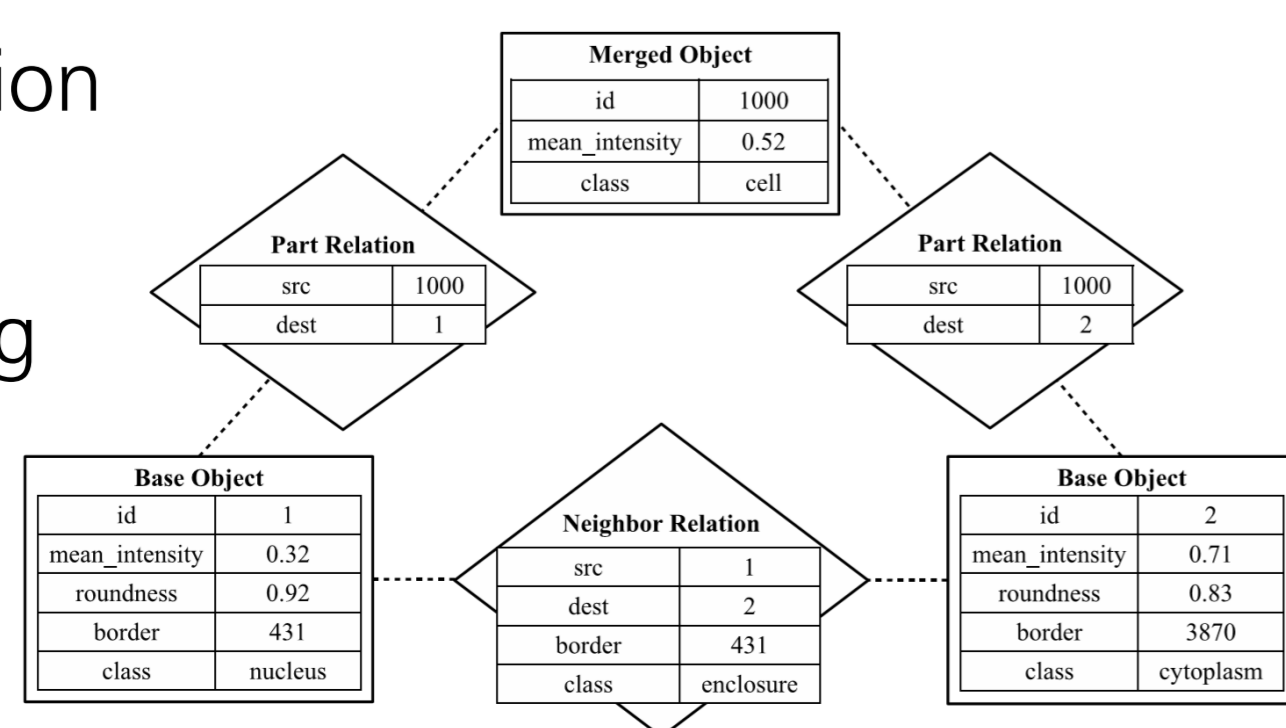 ion
g
Merged Object
id 1000
mean_intensity 0.52
class cell
Part Relation
src 1000
dest 1
Part Relation
src 1000
dest 2
Base Object
id 1
mean_intensity 0.32
roundness 0.92
border 431
class nucleus
Neighbor Relation
src 1
dest 2
border 431
class enclosure
Base Object
id 2
mean_intensity 0.71
roundness 0.83
border 3870
class cytoplasm